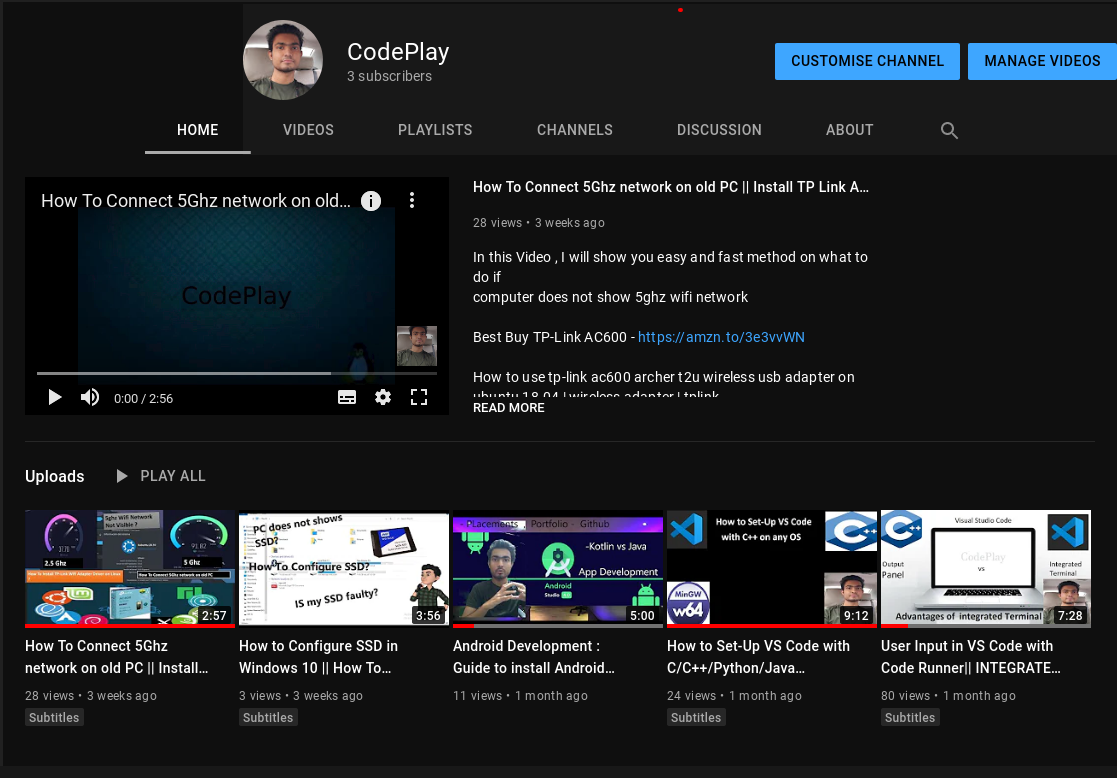 CodePlay
3 subscribers
CUSTOMISE CHANNEL
MANAGE VIDEOS
HOME
VIDEOS
PLAYLISTS
CHANNELS
DISCUSSION
ABOUT
How To Connect 5Ghz network on old...
CodePlay
0:00 / 2:56
How To Connect 5Ghz network on old PC || Install TP Link A...
28 views • 3 weeks ago
In this Video , I will show you easy and fast method on what to
do if
computer does not show 5ghz wifi network
Best Buy TP-Link AC600 - https://amzn.to/3e3vvWN
How to use tp-link ac600 archer t2u wireless usb adapter on
ubuntu 18.04 | wireless adapter | tplink
READ MORE
Uploads
PLAY ALL
5ghz Wifi Network
Not Visible ?
2.5 Ghz
5 Ghz
How To Connect 5Ghz network on old PC
2:57
How To Connect 5Ghz
network on old PC || Install...
28 views • 3 weeks ago
Subtitles
PC does not shows
SSD?
How To Configure SSD?
IS my SSD faulty?
3:56
How to Configure SSD in
Windows 10 || How To...
3 views • 3 weeks ago
Subtitles
- PLacements
Portfolio -
Github
-Kotlin vs Java
App Development
Android
Studio
5:00
Android Development :
Guide to install Android...
11 views • 1 month ago
How to Set-Up VS Code
with C++ on any OS
C++
MinGW
w64
9:12
How to Set-Up VS Code with
C/C++/Python/Java...
24 views • 1 month ago
Subtitles
C++
Visual Studio Code
CodePlay
vs
Output
Panel
Integrated
Terminal
Advantages of integrated Terminal
7:28
User Input in VS Code with
Code Runner|| INTEGRATE...
80 views • 1 month ago
Subtitles